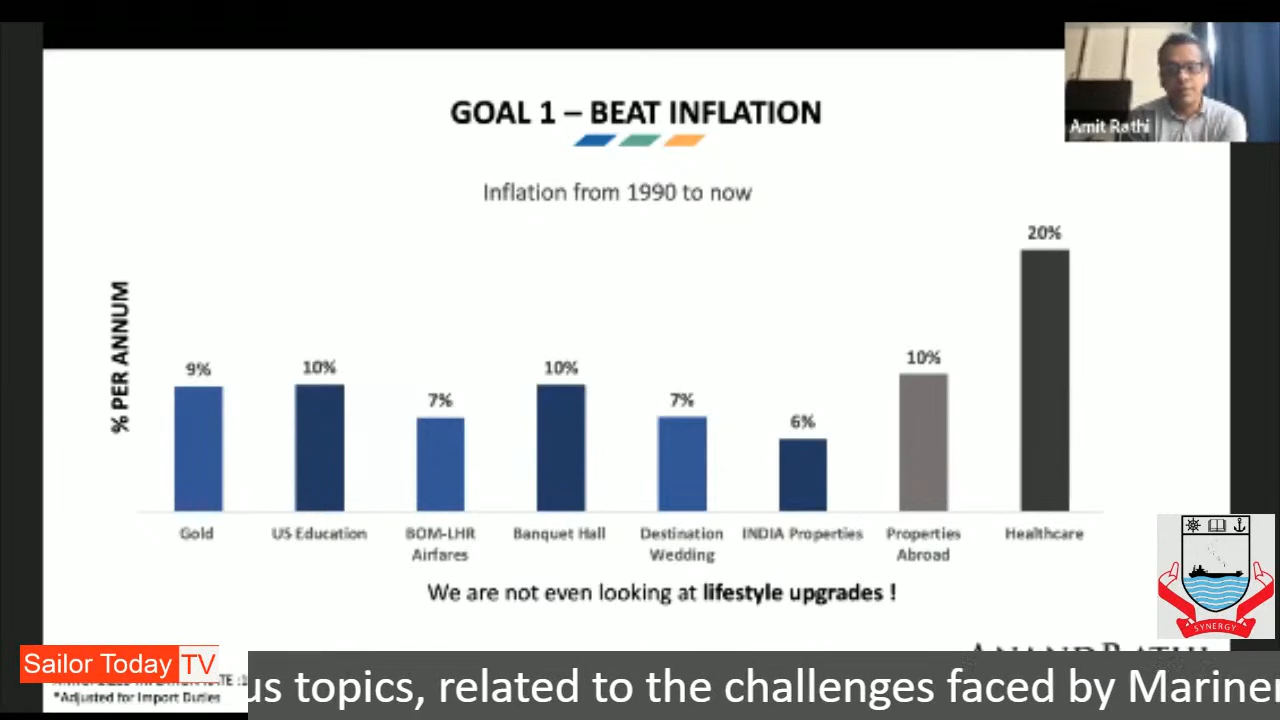 GOAL 1 – BEAT INFLATION
Amit Rathi
Inflation from 1990 to now
% PER ANNUM
9%
10%
7%
10%
7%
6%
10%
20%
Gold
US Education
BOM-LHR
Airfares
Banquet Hall
Destination
Wedding
INDIA Properties
Properties
Abroad
Healthcare
We are not even looking at lifestyle upgrades !
SYNERGY
ANAND RATHI
Sailor Today TV
*Adjusted for Import Duties
us topics, related to the challenges faced by Mariner